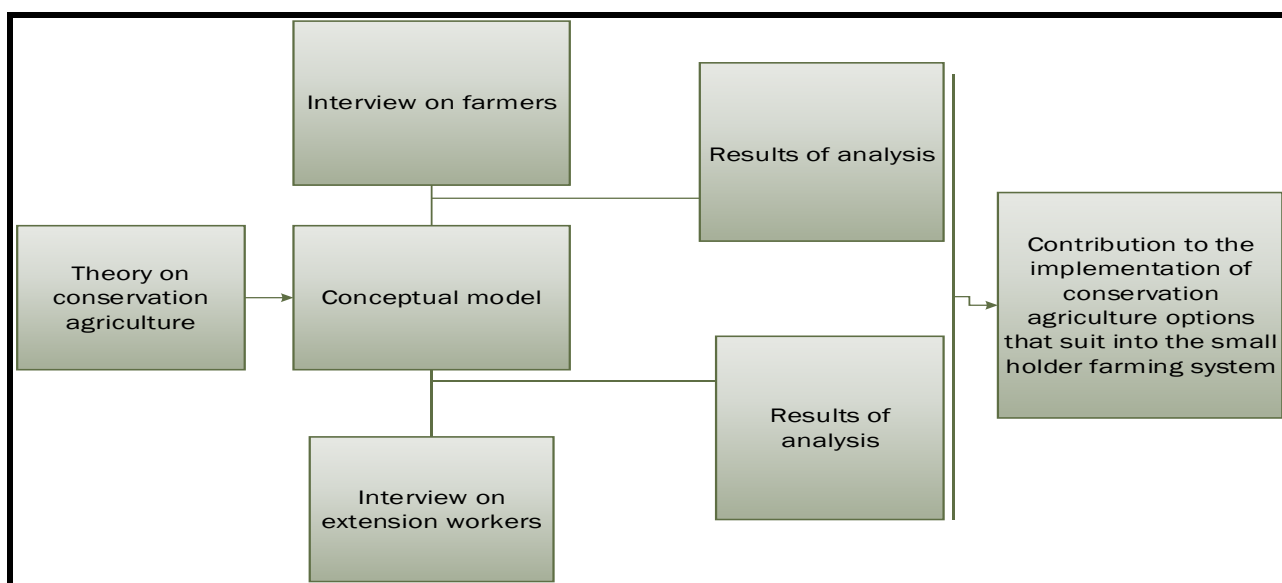 Interview on farmers
Results of analysis
Theory on
conservation
agriculture
Conceptual model
Contribution to the
implementation of
conservation
agriculture options
that suit into the small
holder farming system
Results of
analysis
Interview on
extension workers